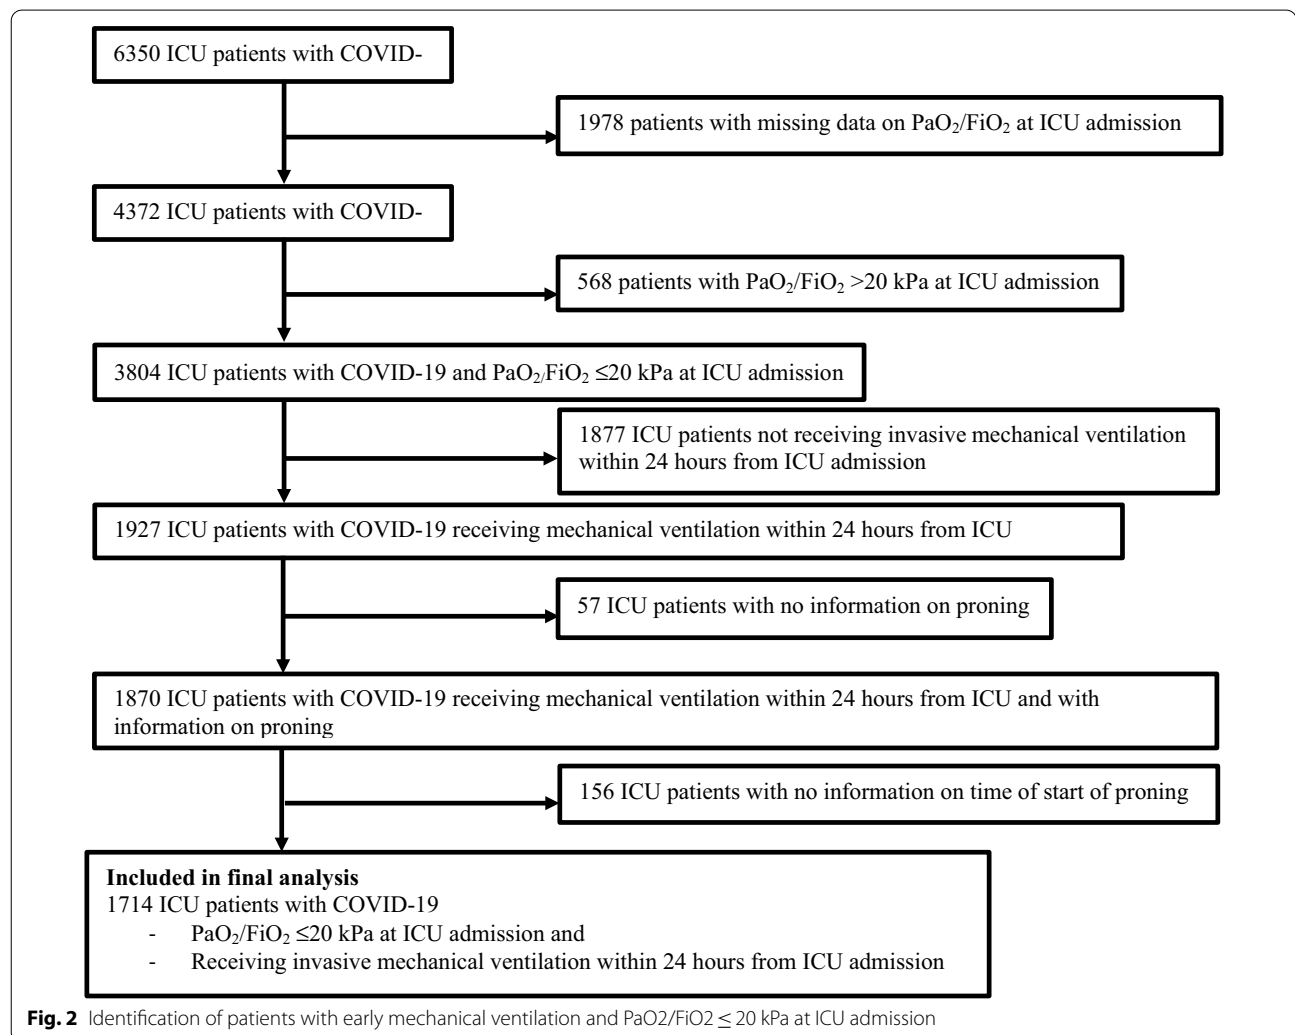 6350 ICU patients with COVID-
1978 patients with missing data on PaO₂/FiO₂ at ICU admission
4372 ICU patients with COVID-
568 patients with PaO₂/FiO₂ >20 kPa at ICU admission
3804 ICU patients with COVID-19 and PaO₂/FiO₂ ≤20 kPa at ICU admission
1877 ICU patients not receiving invasive mechanical ventilation
within 24 hours from ICU admission
1927 ICU patients with COVID-19 receiving mechanical ventilation within 24 hours from ICU
57 ICU patients with no information on proning
1870 ICU patients with COVID-19 receiving mechanical ventilation within 24 hours from ICU and with
information on proning
156 ICU patients with no information on time of start of proning
Included in final analysis
1714 ICU patients with COVID-19
- PaO₂/FiO₂ ≤20 kPa at ICU admission and
- Receiving invasive mechanical ventilation within 24 hours from ICU admission
Fig. 2 Identification of patients with early mechanical ventilation and PaO2/FiO2 ≤ 20 kPa at ICU admission